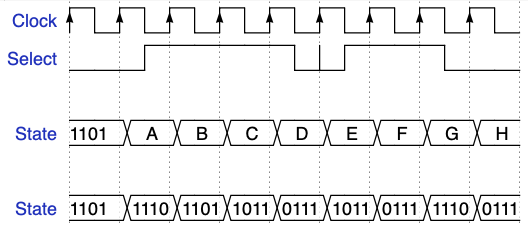 Clock
Select
State 1101 A B C D E F G H
State 1101 1110 1101 1011 0111 1011 0111 1110 0111